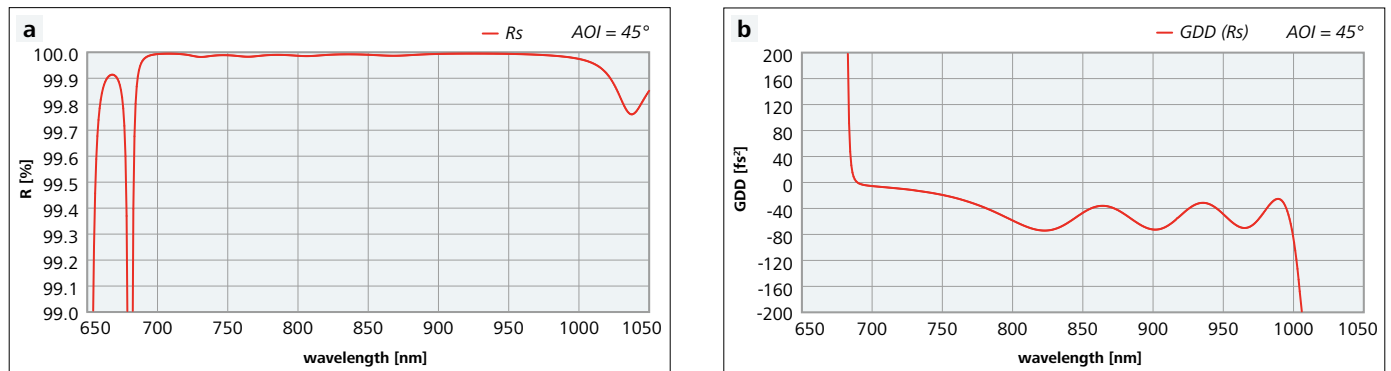 a
— Rs AOI = 45°
100.0
99.9
99.8
99.7
99.6
99.5
99.4
99.3
99.2
99.1
99.0
R [%]
650 700 750 800 850 900 950 1000 1050
wavelength [nm]
b
— GDD (Rs) AOI = 45°
200
160
120
80
40
0
-40
-80
-120
-160
-200
GDD [fs²]
650 700 750 800 850 900 950 1000 1050
wavelength [nm]